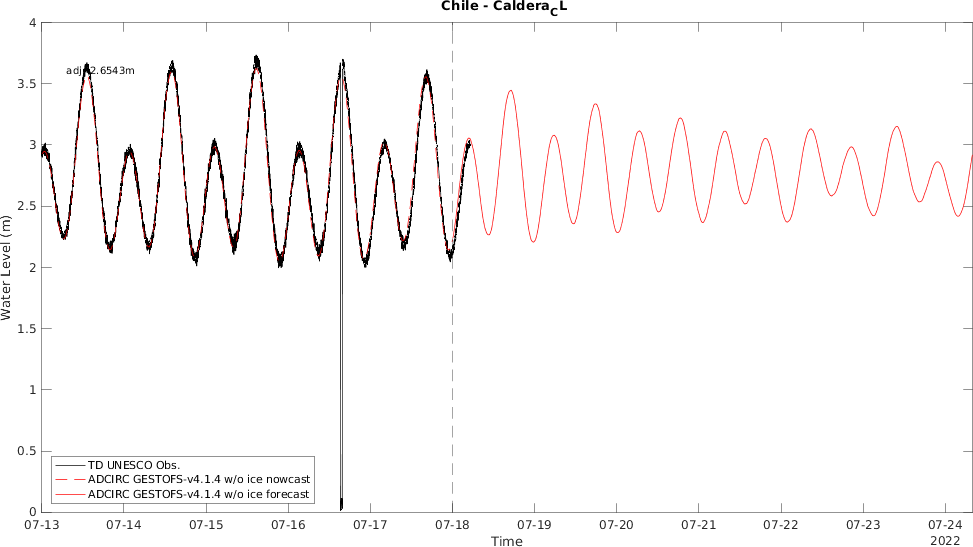 Chile - Caldera_CL
4
3.5
3
2.5
2
1.5
1
0.5
0
Water Level (m)
adj=2.6543m
TD UNESCO Obs.
ADCIRC GESTOFS-v4.1.4 w/o ice nowcast
ADCIRC GESTOFS-v4.1.4 w/o ice forecast
07-13 07-14 07-15 07-16 07-17 07-18 07-19 07-20 07-21 07-22 07-23 07-24
Time
2022